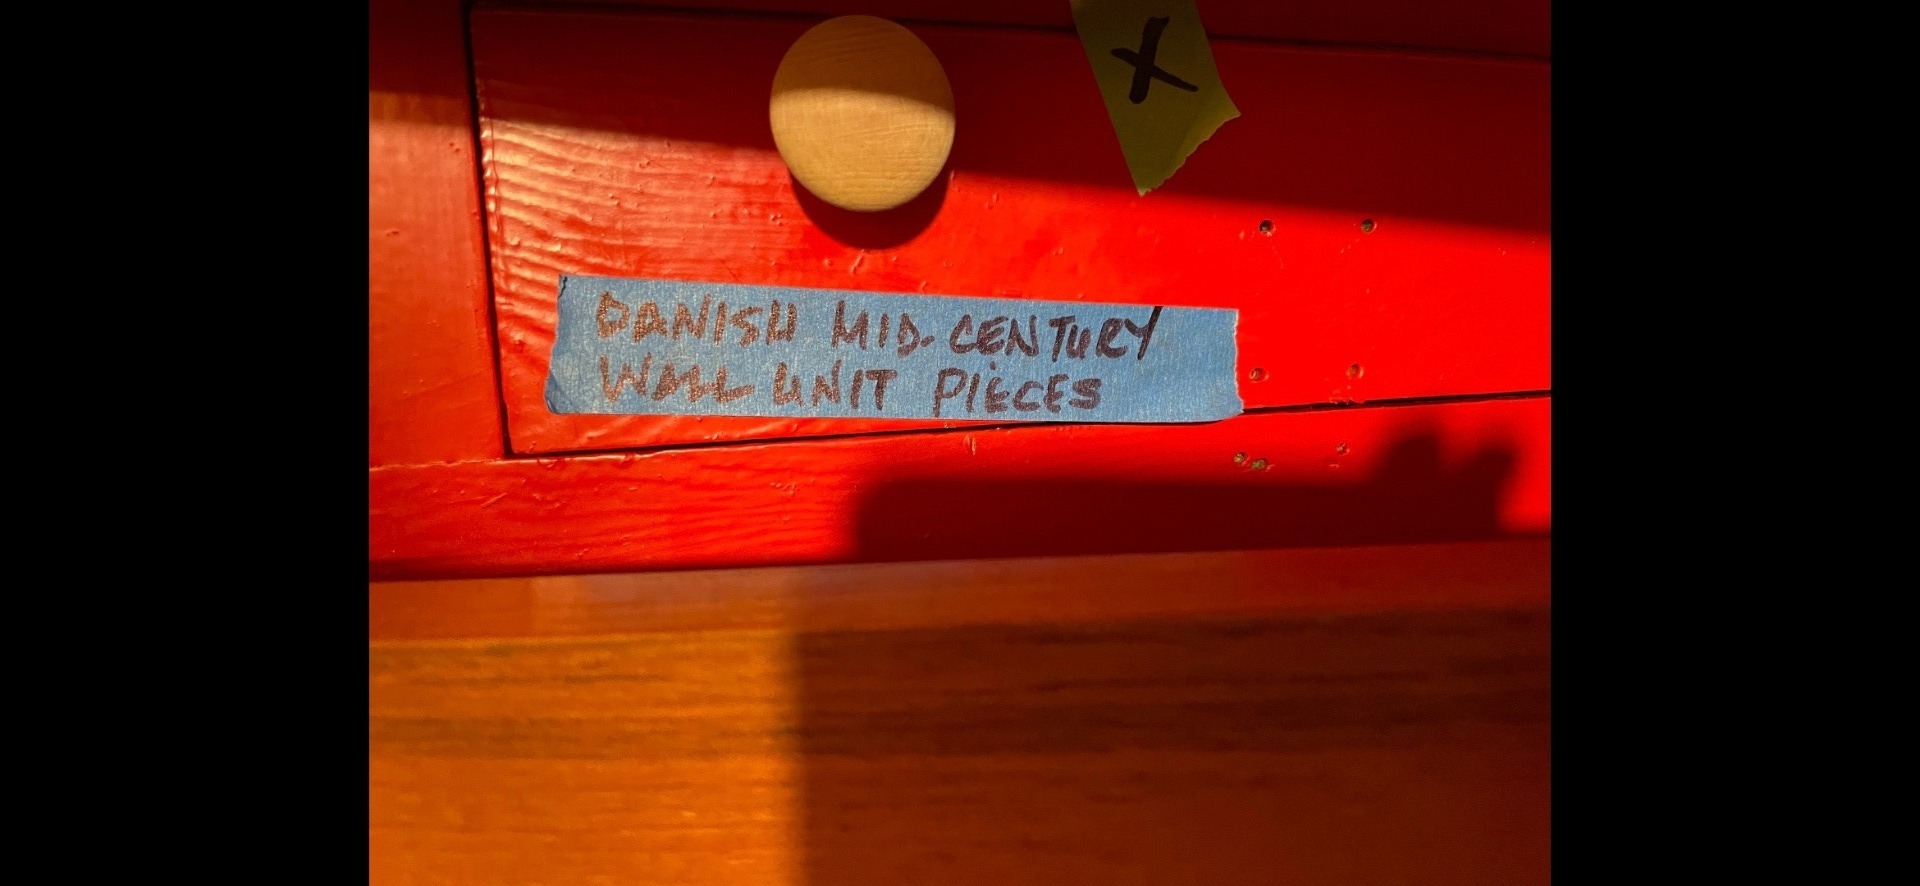 X
DANISH MID-CENTURY
WALL UNIT PIECES